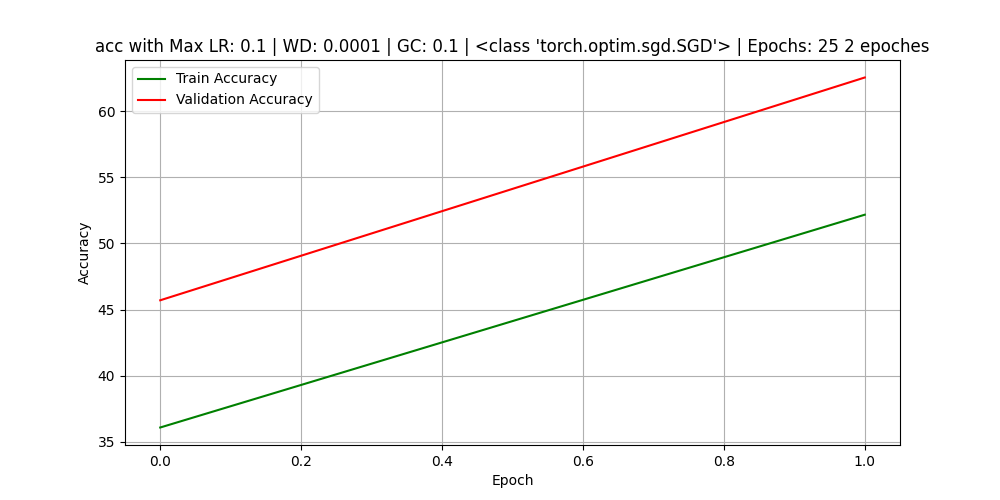 acc with Max LR: 0.1 | WD: 0.0001 | GC: 0.1 | <class 'torch.optim.sgd.SGD'> | Epochs: 25 2 epoches
Train Accuracy
Validation Accuracy
Accuracy
60
55
50
45
40
35
0.0 0.2 0.4 0.6 0.8 1.0
Epoch